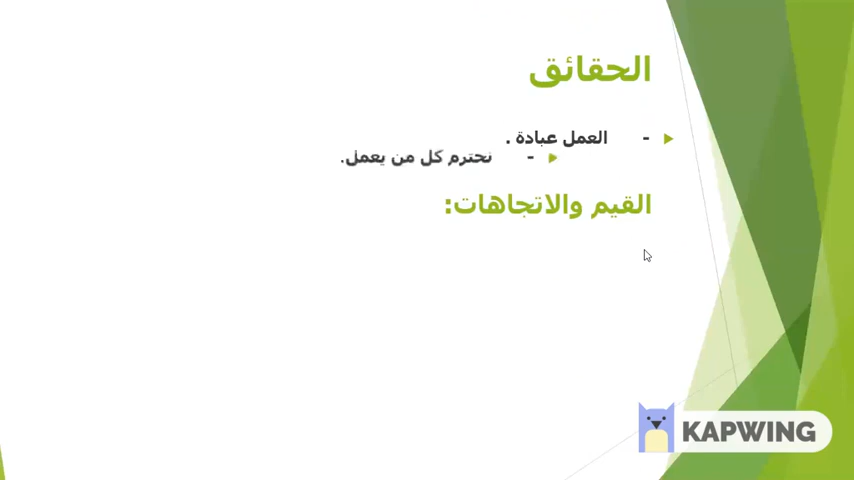 الحقائق
- العمل عبادة .
- نحترم كل من يعمل.
القيم والاتجاهات:
KAPWING